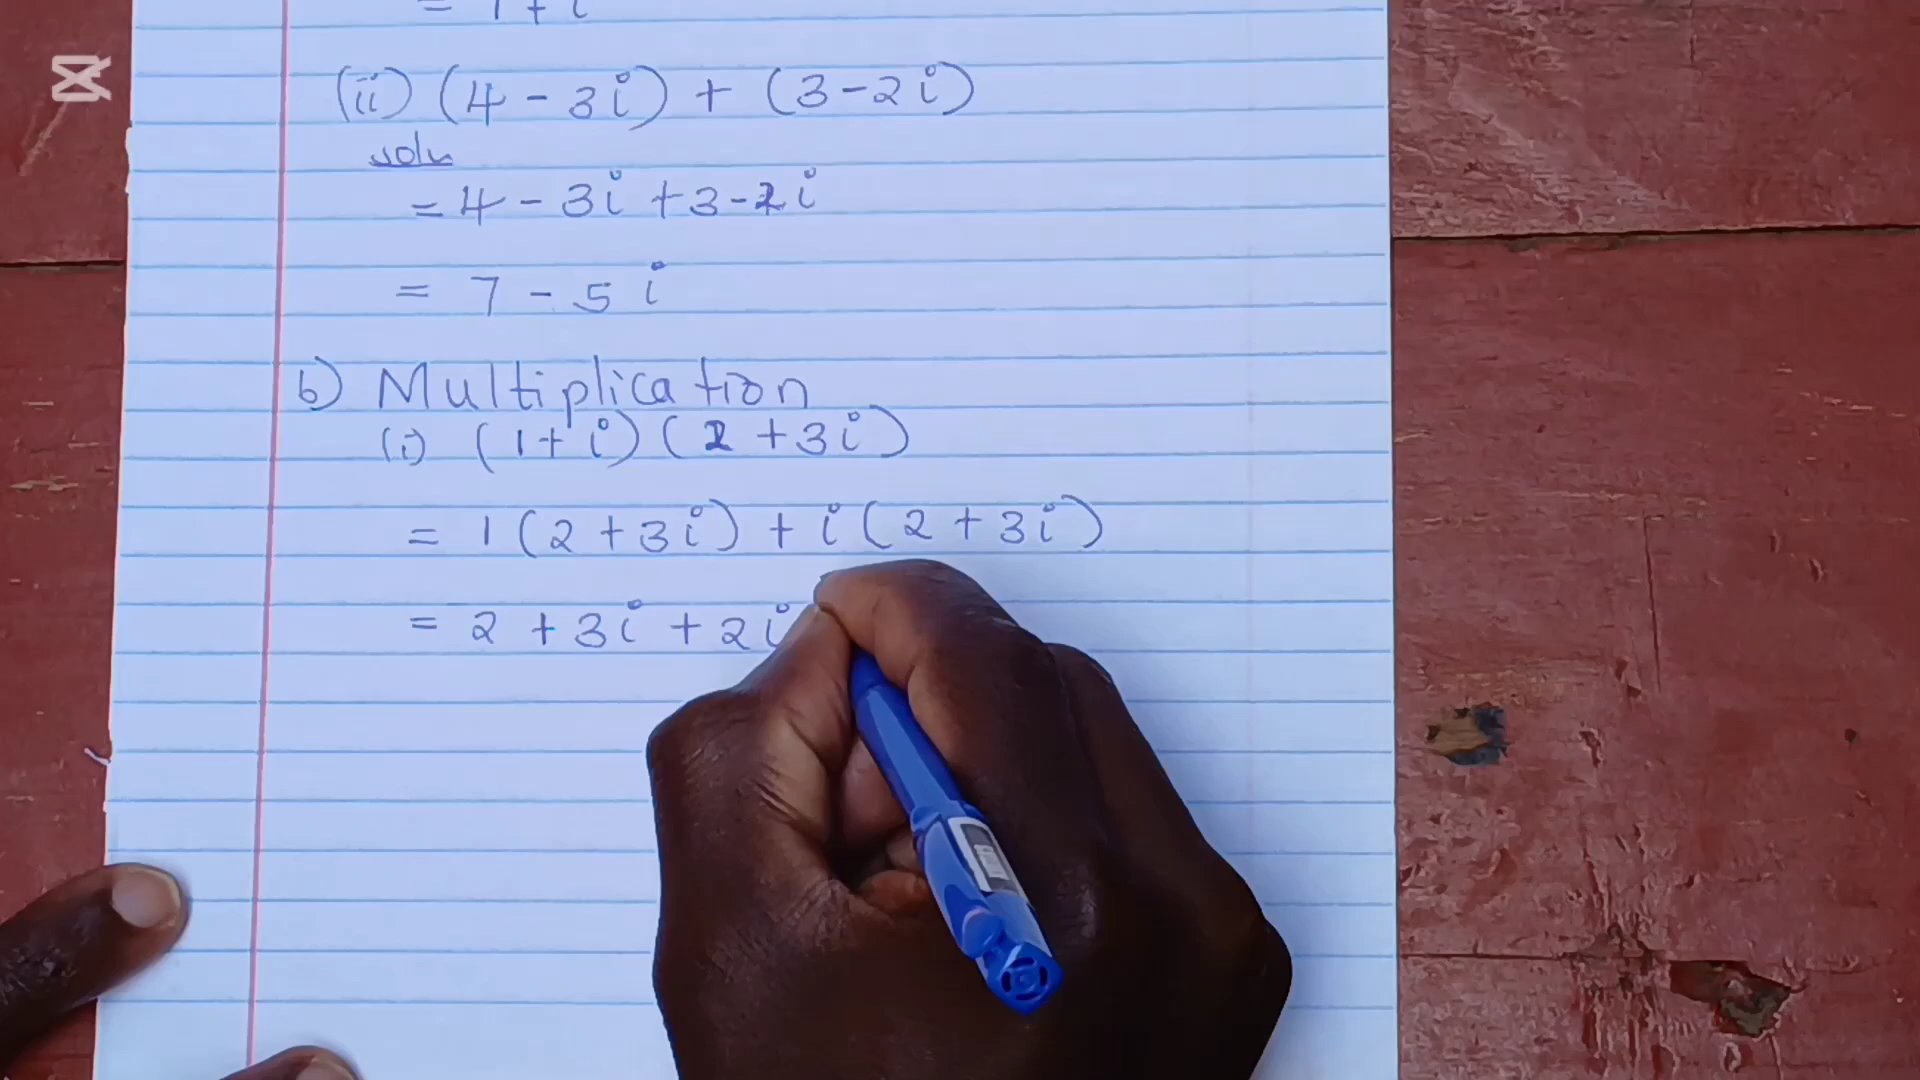 = 1 + i
(ii) (4 - 3i) + (3 - 2i)
soln
= 4 - 3i + 3 - 2i
= 7 - 5i
b) Multiplication
(i) (1 + i)(2 + 3i)
= 1(2 + 3i) + i(2 + 3i)
= 2 + 3i + 2i